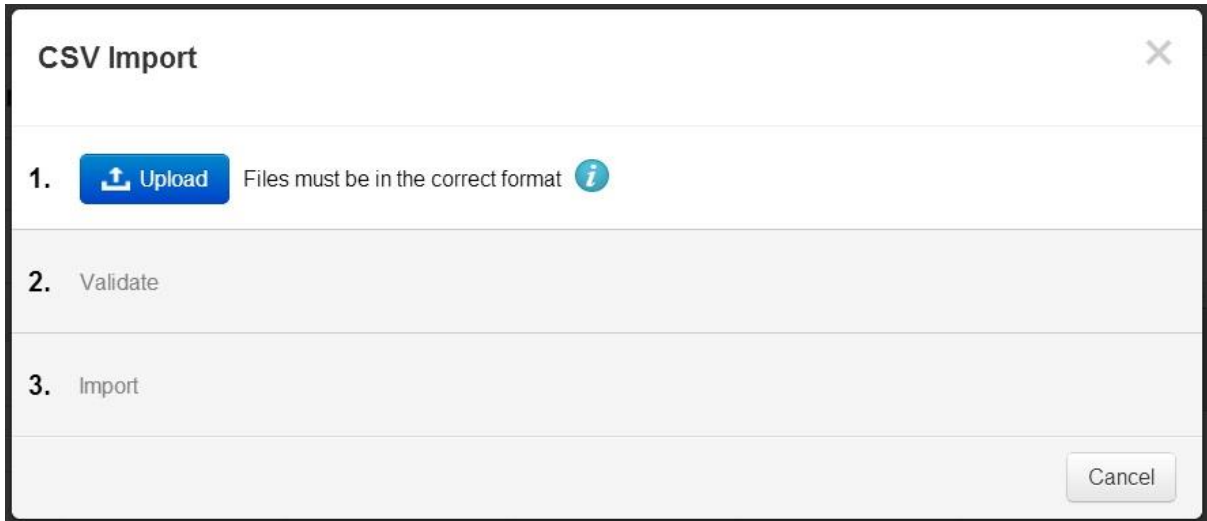 CSV Import
1. Upload Files must be in the correct format i
2. Validate
3. Import
Cancel